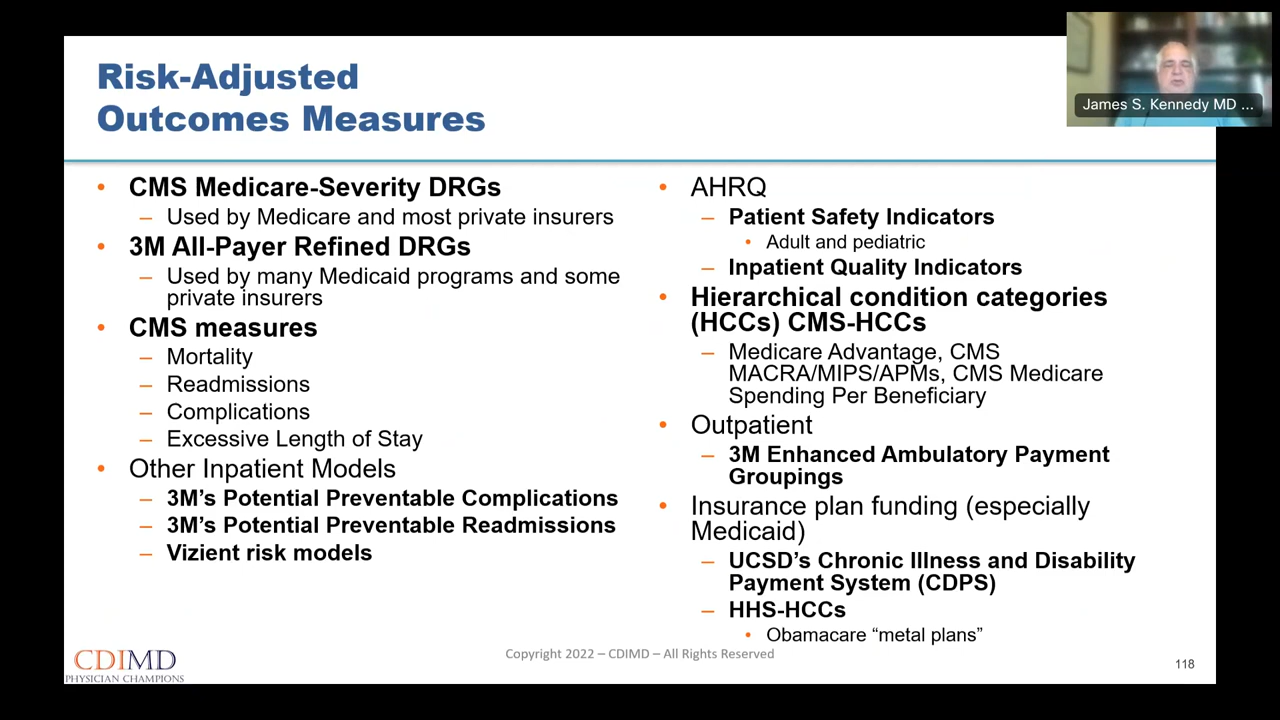 Risk-Adjusted
Outcomes Measures
James S. Kennedy MD ...
• CMS Medicare-Severity DRGs
– Used by Medicare and most private insurers
• 3M All-Payer Refined DRGs
– Used by many Medicaid programs and some
private insurers
• CMS measures
– Mortality
– Readmissions
– Complications
– Excessive Length of Stay
• Other Inpatient Models
– 3M’s Potential Preventable Complications
– 3M’s Potential Preventable Readmissions
– Vizient risk models
• AHRQ
– Patient Safety Indicators
• Adult and pediatric
– Inpatient Quality Indicators
• Hierarchical condition categories
(HCCs) CMS-HCCs
– Medicare Advantage, CMS
MACRA/MIPS/APMs, CMS Medicare
Spending Per Beneficiary
• Outpatient
– 3M Enhanced Ambulatory Payment
Groupings
• Insurance plan funding (especially
Medicaid)
– UCSD’s Chronic Illness and Disability
Payment System (CDPS)
– HHS-HCCs
• Obamacare “metal plans”
CDIMD
PHYSICIAN CHAMPIONS
Copyright 2022 – CDIMD – All Rights Reserved
118